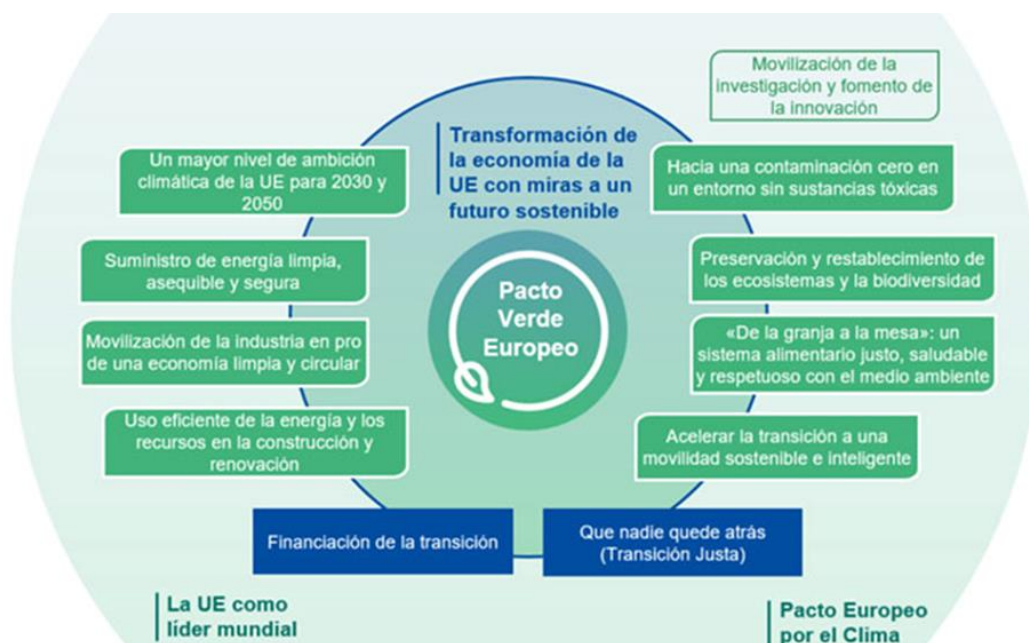 Movilización de la
investigación y fomento de
la innovación
Transformación de
la economía de la
UE con miras a un
futuro sostenible
Un mayor nivel de ambición
climática de la UE para 2030 y
2050
Hacia una contaminación cero en
un entorno sin sustancias tóxicas
Suministro de energía limpia,
asequible y segura
Preservación y restablecimiento de
los ecosistemas y la biodiversidad
Pacto
Verde
Europeo
Movilización de la industria en pro
de una economía limpia y circular
«De la granja a la mesa»: un
sistema alimentario justo, saludable
y respetuoso con el medio ambiente
Uso eficiente de la energía y los
recursos en la construcción y
renovación
Acelerar la transición a una
movilidad sostenible e inteligente
Financiación de la transición
Que nadie quede atrás
(Transición Justa)
La UE como
líder mundial
Pacto Europeo
por el Clima